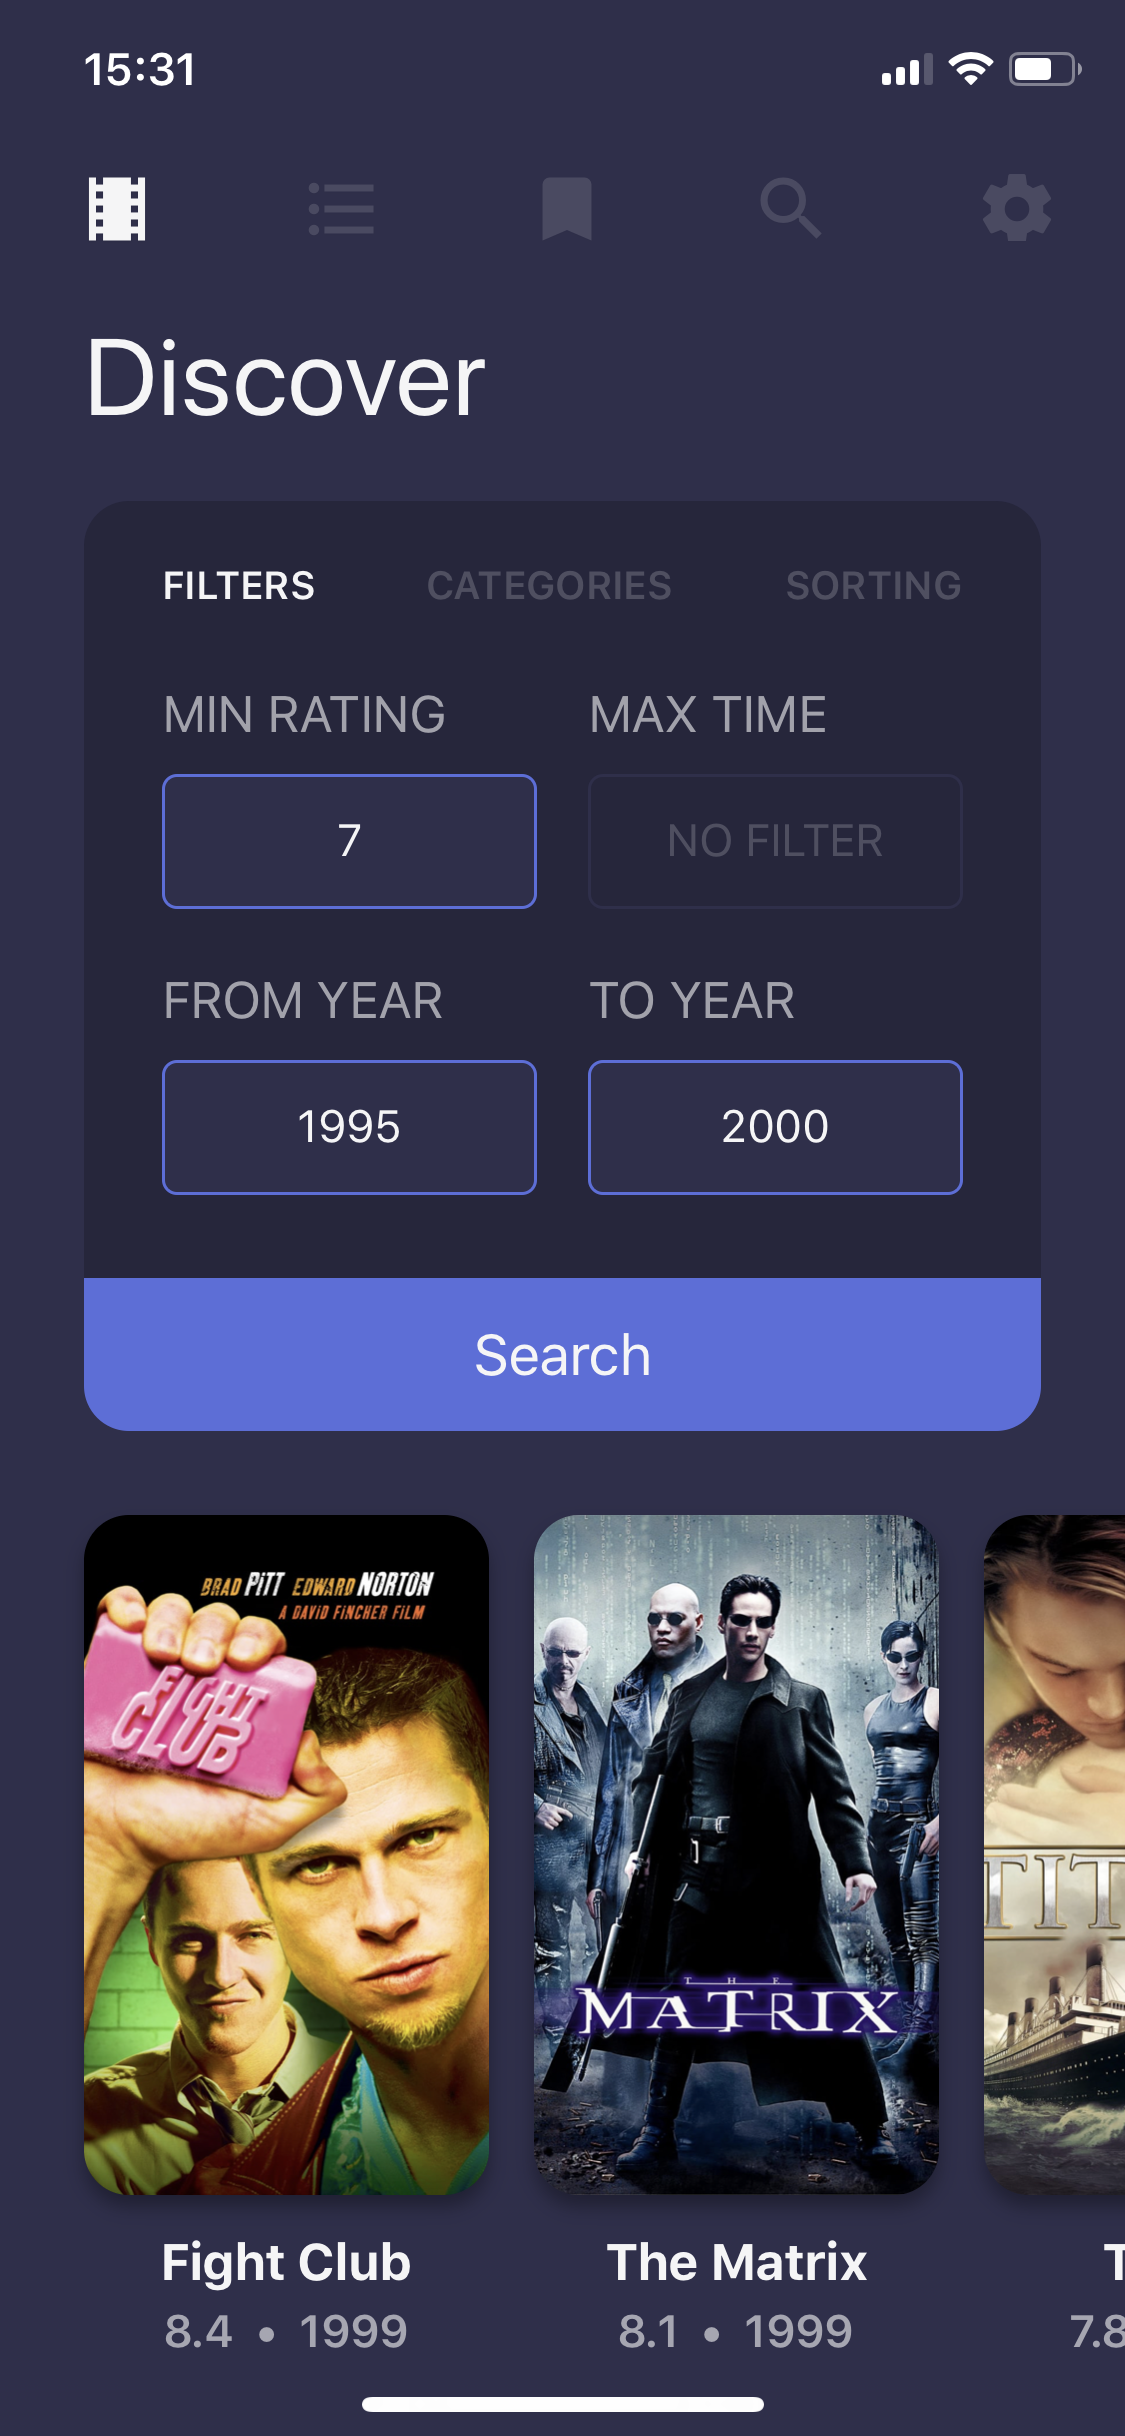 15:31
Discover
FILTERS CATEGORIES SORTING
MIN RATING MAX TIME
7 NO FILTER
FROM YEAR TO YEAR
1995 2000
Search
BRAD PITT EDWARD NORTON
A DAVID FINCHER FILM
FIGHT
CLUB
THE
MATRIX
TIT
Fight Club
8.4 • 1999
The Matrix
8.1 • 1999
T
7.8